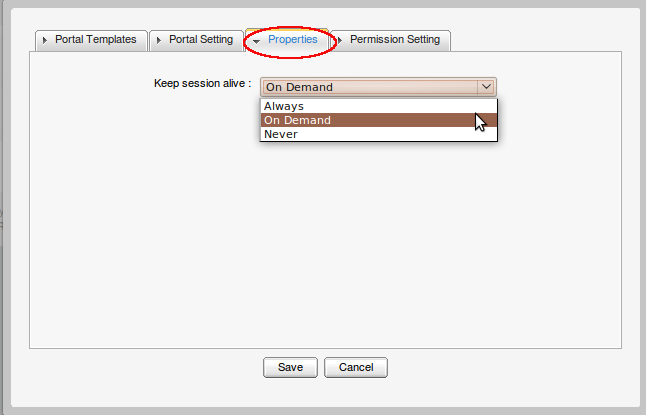 Portal Templates Portal Setting Properties Permission Setting
Keep session alive : On Demand
Always
On Demand
Never
Save Cancel